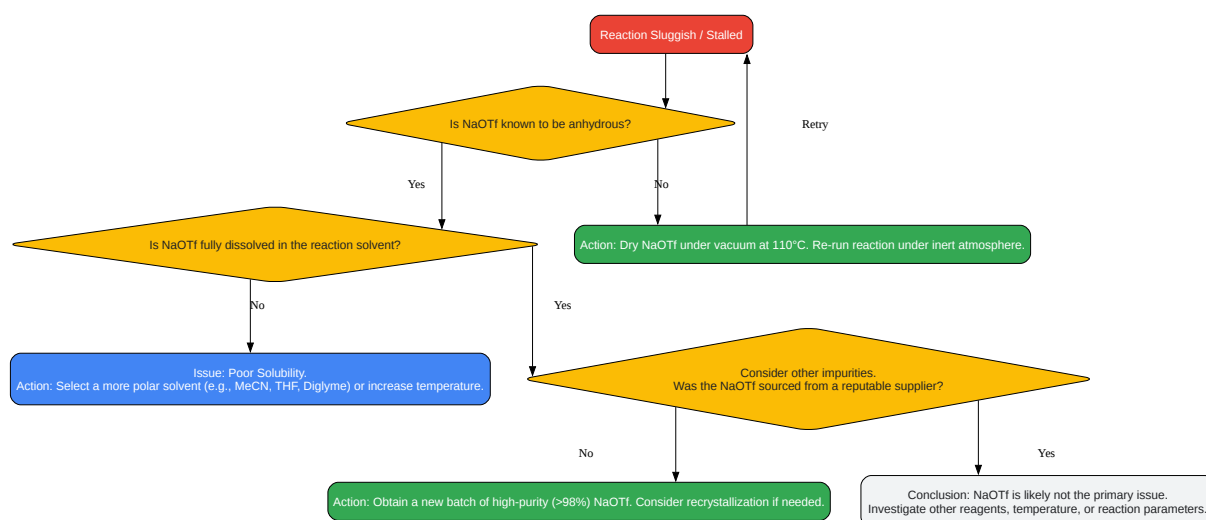 Reaction Sluggish / Stalled
Is NaOTf known to be anhydrous?
Retry
Yes
No
Is NaOTf fully dissolved in the reaction solvent?
Action: Dry NaOTf under vacuum at 110°C. Re-run reaction under inert atmosphere.
No
Yes
Issue: Poor Solubility.
Action: Select a more polar solvent (e.g., MeCN, THF, Diglyme) or increase temperature.
Consider other impurities.
Was the NaOTf sourced from a reputable supplier?
No
Yes
Action: Obtain a new batch of high-purity (>98%) NaOTf. Consider recrystallization if needed.
Conclusion: NaOTf is likely not the primary issue.
Investigate other reagents, temperature, or reaction parameters.